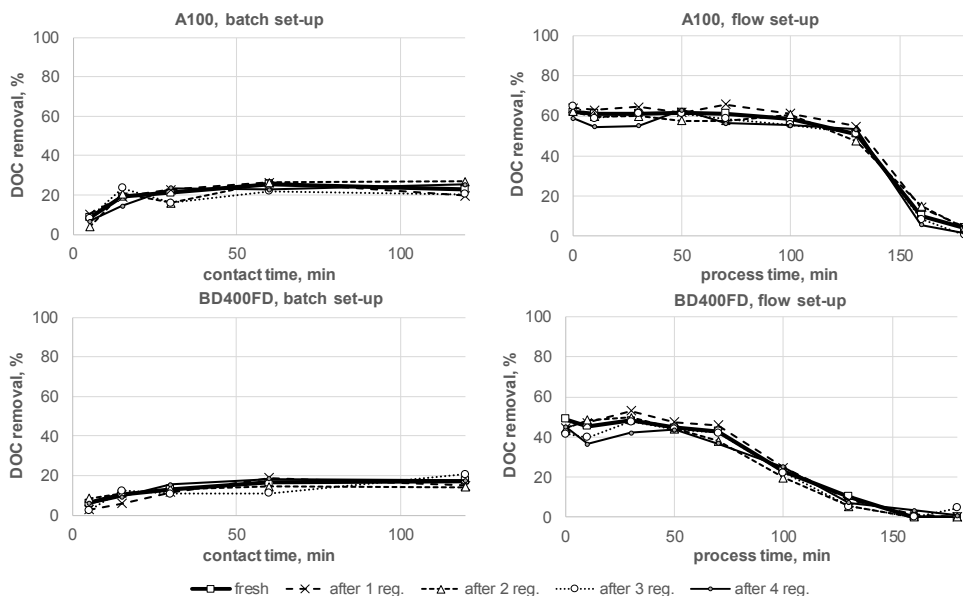 A100, batch set-up
100
80
60
40
20
0
DOC removal, %
0
50
100
contact time, min
A100, flow set-up
100
80
60
40
20
0
DOC removal, %
0
50
100
150
process time, min
BD400FD, batch set-up
100
80
60
40
20
0
DOC removal, %
0
50
100
contact time, min
BD400FD, flow set-up
100
80
60
40
20
0
DOC removal, %
0
50
100
150
process time, min
fresh
after 1 reg.
after 2 reg.
after 3 reg.
after 4 reg.